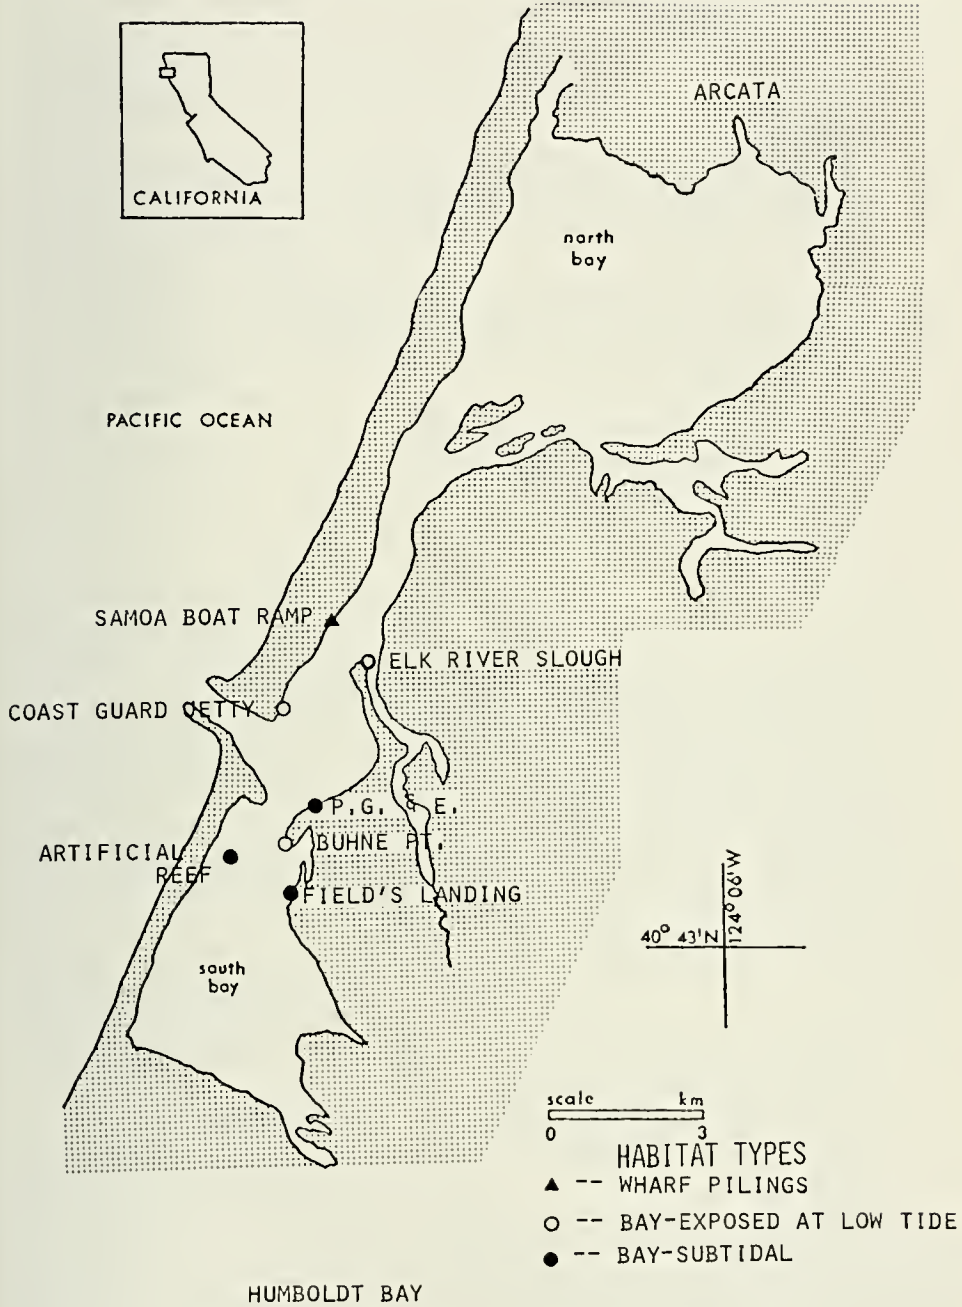 ARCATA
CALIFORNIA
north
bay
PACIFIC OCEAN
SAMOA BOAT RAMP
ELK RIVER SLOUGH
COAST GUARD JETTY
P.G. & E.
BUHNE PT.
ARTIFICIAL
REEF
FIELD'S LANDING
40° 43'N
124° 06'W
south
bay
scale km
0 3
HABITAT TYPES
▲ -- WHARF PILINGS
○ -- BAY-EXPOSED AT LOW TIDE
● -- BAY-SUBTIDAL
HUMBOLDT BAY